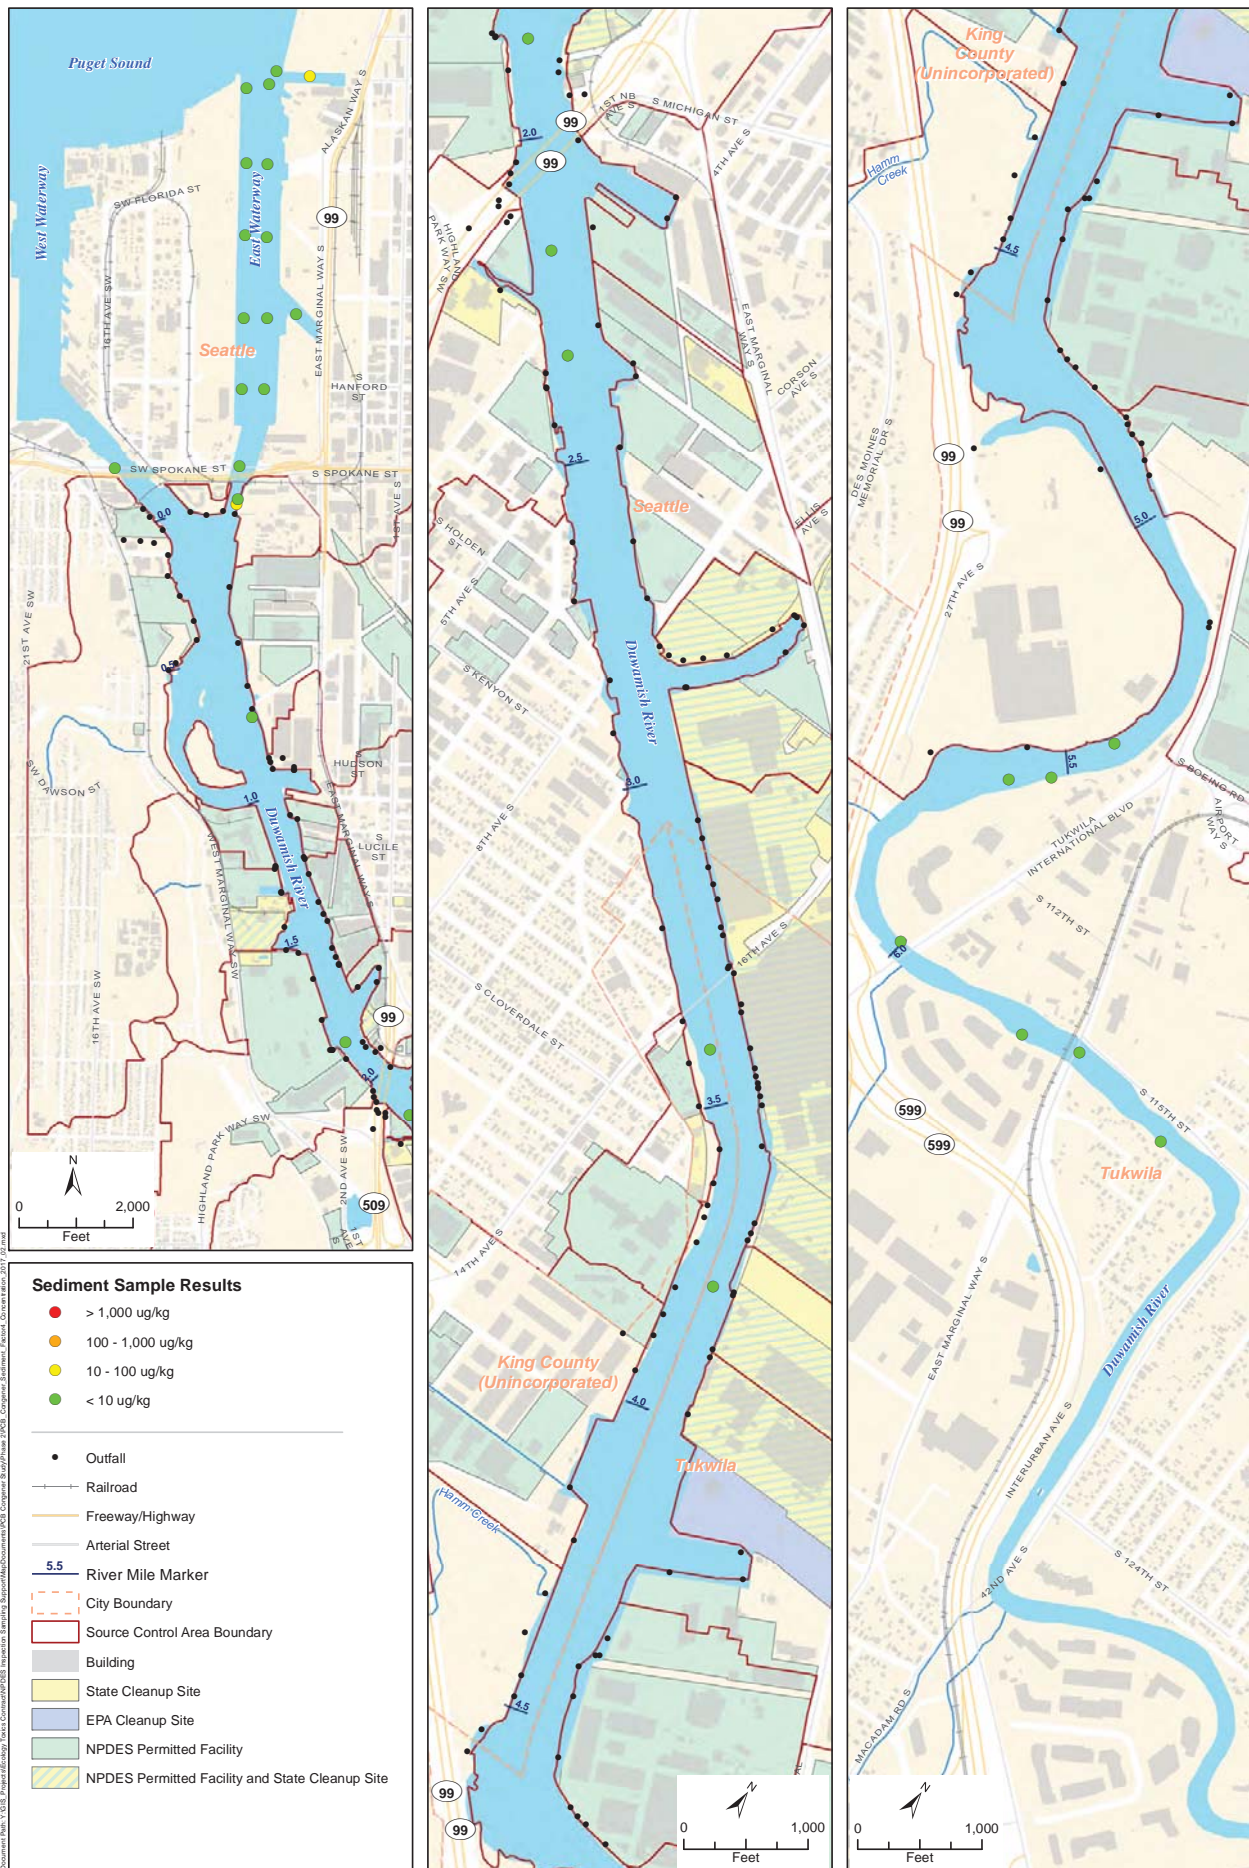 Puget Sound
West Waterway
East Waterway
SW FLORIDA ST
16TH AVE SW
ALASKAN WAY S
99
EAST MARGINAL WAY S
Seattle
S
HANFORD
ST
SW SPOKANE ST
S SPOKANE ST
1ST AVE S
0.0
21ST AVE SW
0.5
SW DAWSON ST
S
HUDSON
ST
1.0
Duwamish River
EAST MARGINAL WAY S
S
LUCILE
ST
WEST MARGINAL WAY SW
1.5
16TH AVE SW
99
2.0
HIGHLAND PARK WAY SW
2ND AVE SW
509
1ST
AVE
S
N
0
2,000
Feet
Sediment Sample Results
> 1,000 ug/kg
100 - 1,000 ug/kg
10 - 100 ug/kg
< 10 ug/kg
Outfall
Railroad
Freeway/Highway
Arterial Street
5.5
River Mile Marker
City Boundary
Source Control Area Boundary
Building
State Cleanup Site
EPA Cleanup Site
NPDES Permitted Facility
NPDES Permitted Facility and State Cleanup Site
2.0
99
99
1ST NB
AVE S
S MICHIGAN ST
4TH AVE S
HIGHLAND
PARK WAY
SW
EAST MARGINAL
WAY S
CORSON
AVE S
2.5
Seattle
ELLIS
AVE S
S HOLDEN
ST
5TH AVE S
S KENYON ST
Duwamish River
3.0
8TH AVE S
16TH AVE S
S CLOVERDALE ST
3.5
14TH AVE S
King County
(Unincorporated)
4.0
Tukwila
Hamm Creek
4.5
99
99
N
0
1,000
Feet
King
County
(Unincorporated)
Hamm
Creek
4.5
DES MOINES
MEMORIAL DR S
99
99
5.0
27TH AVE S
5.5
S BOEING RD
AIRPORT
WAY S
TUKWILA
INTERNATIONAL BLVD
S 112TH ST
6.0
599
599
S 115TH ST
Tukwila
EAST MARGINAL WAY S
Duwamish River
INTERURBAN AVE S
42ND AVE S
S 124TH ST
MACADAM RD S
N
0
1,000
Feet